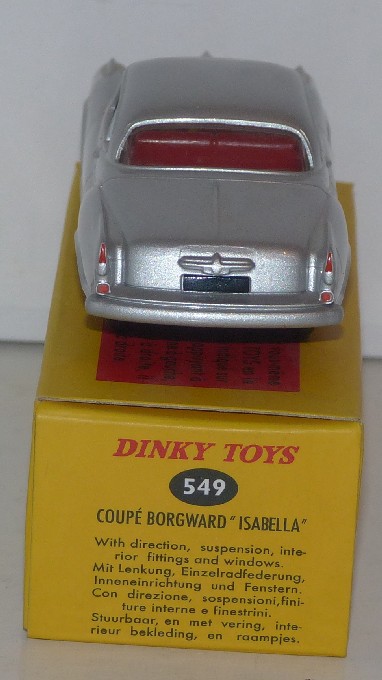 DINKY TOYS
549
COUPÉ BORGWARD "ISABELLA"
With direction, suspension, inte-
rior fittings and windows.
Mit Lenkung, Einzelradfederung,
Inneneinrichtung und Fenstern.
Con direzione, sospensioni,fini-
ture interne e finestrini.
Stuurbaar, en met vering, inte-
rieur bekleding, en raampjes.